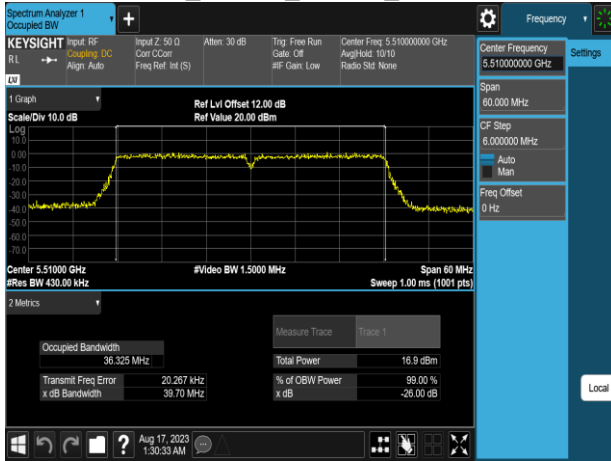 Spectrum Analyzer 1
Occupied BW
Frequency
KEYSIGHT
RL
LXI
Input: RF
Coupling: DC
Align: Auto
Input Z: 50 Ω
Corr CCorr
Freq Ref: Int (S)
Atten: 30 dB
Trig: Free Run
Gate: Off
#IF Gain: Low
Center Freq: 5.510000000 GHz
Avg|Hold: 10/10
Radio Std: None
Center Frequency
5.510000000 GHz
Settings
Span
60.000 MHz
CF Step
6.000000 MHz
Auto
Man
Freq Offset
0 Hz
Local
1 Graph
Scale/Div 10.0 dB
Ref Lvl Offset 12.00 dB
Ref Value 20.00 dBm
Log
10.0
0.00
-10.0
-20.0
-30.0
-40.0
-50.0
-60.0
-70.0
Center 5.51000 GHz
#Video BW 1.5000 MHz
Span 60 MHz
#Res BW 430.00 kHz
Sweep 1.00 ms (1001 pts)
2 Metrics
Measure Trace
Trace 1
Occupied Bandwidth
36.325 MHz
Total Power
16.9 dBm
Transmit Freq Error
20.267 kHz
% of OBW Power
99.00 %
x dB Bandwidth
39.70 MHz
x dB
-26.00 dB
?
Aug 17, 2023
1:30:33 AM